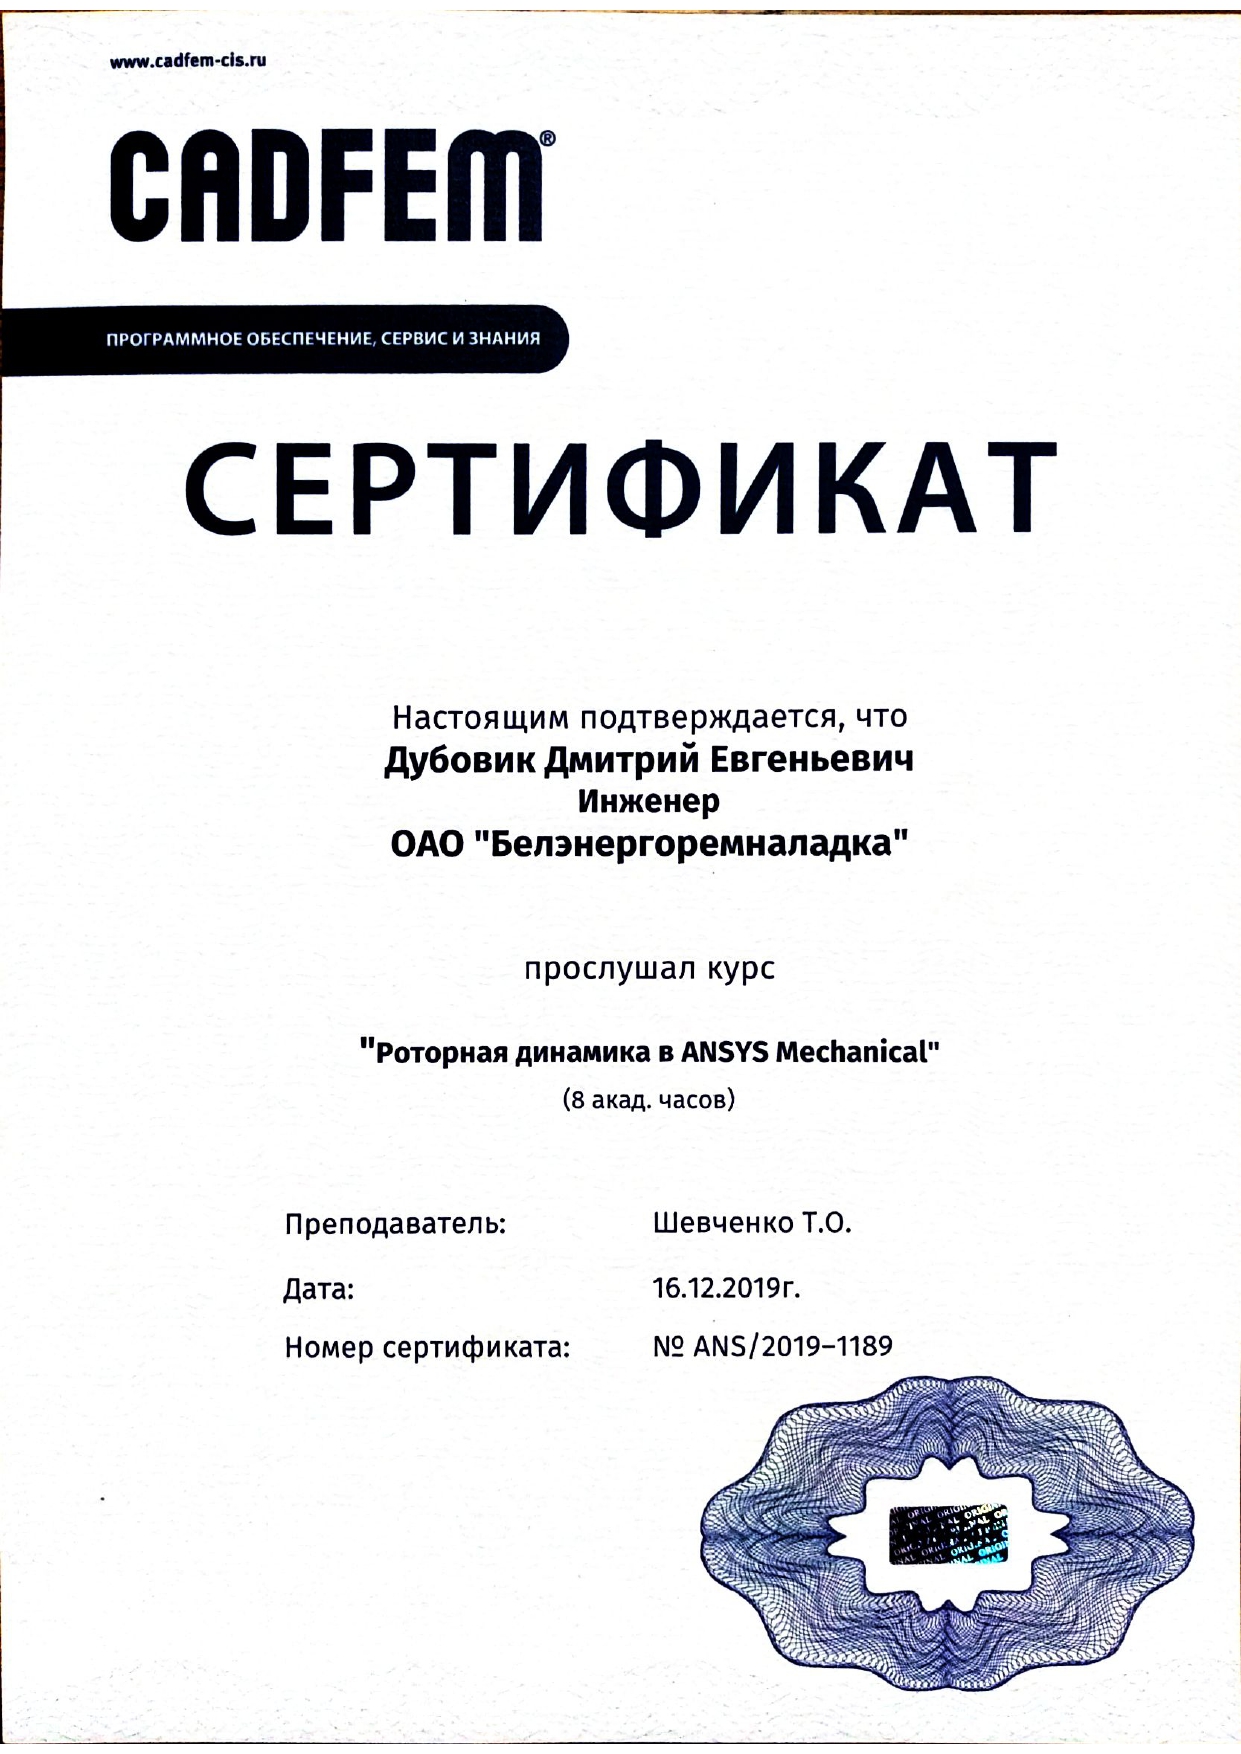 www.cadfem-cis.ru
CADFEM®
ПРОГРАММНОЕ ОБЕСПЕЧЕНИЕ, СЕРВИС И ЗНАНИЯ
СЕРТИФИКАТ
Настоящим подтверждается, что
Дубовик Дмитрий Евгеньевич
Инженер
ОАО "Белэнергоремналадка"
прослушал курс
"Роторная динамика в ANSYS Mechanical"
(8 акад. часов)
Преподаватель: Шевченко Т.О.
Дата: 16.12.2019г.
Номер сертификата: № ANS/2019–1189
ORIGINAL